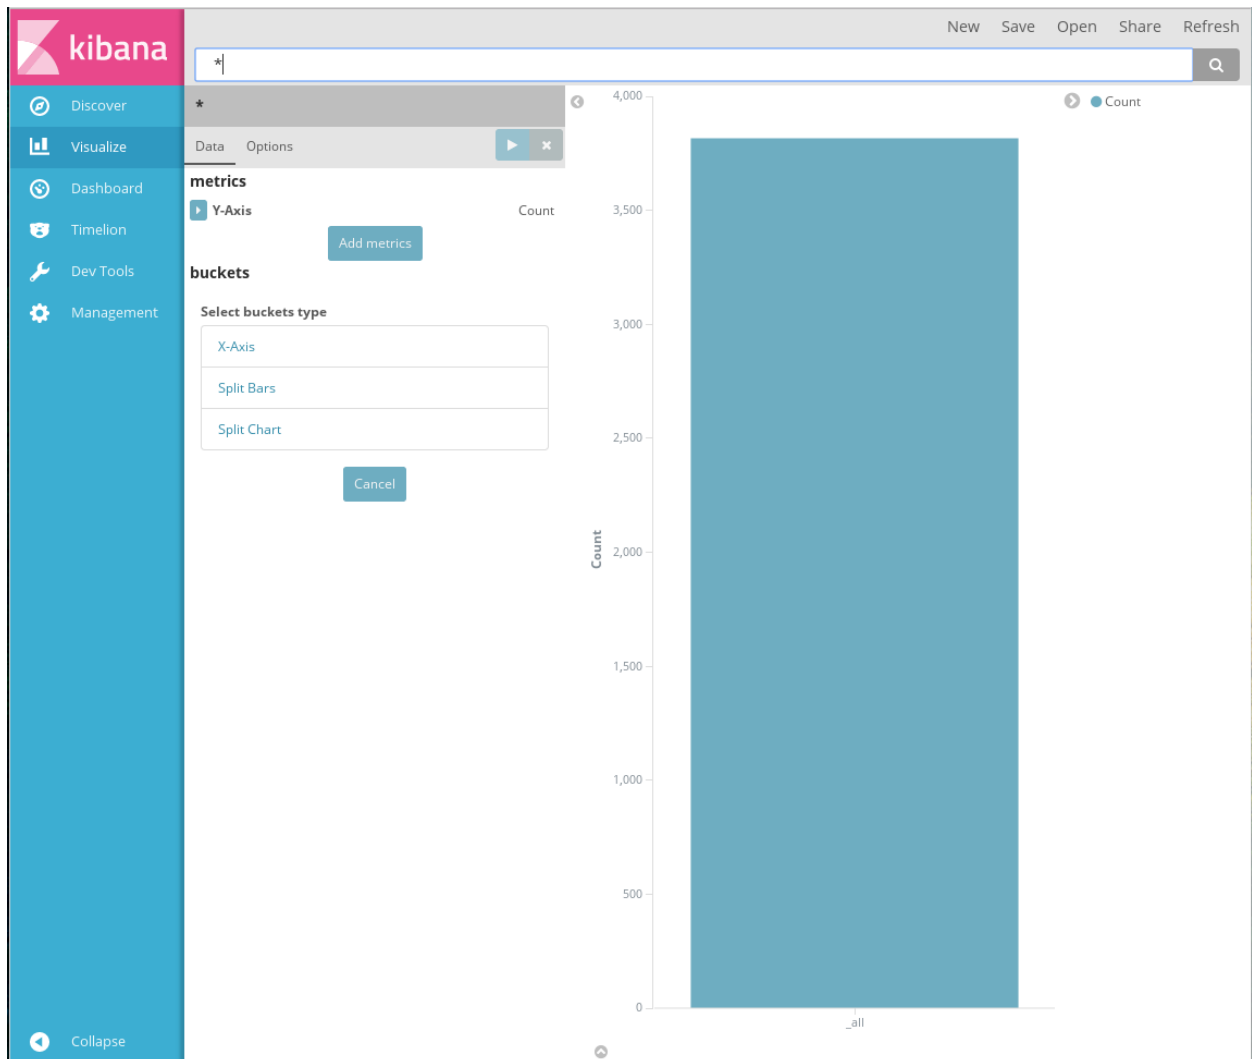 kibana
New Save Open Share Refresh
*
Discover
Visualize
Dashboard
Timelion
Dev Tools
Management
Collapse
*
Data Options
metrics
Y-Axis Count
Add metrics
buckets
Select buckets type
X-Axis
Split Bars
Split Chart
Cancel
Count
4,000
3,500
3,000
2,500
2,000
1,500
1,000
500
0
_all
Count